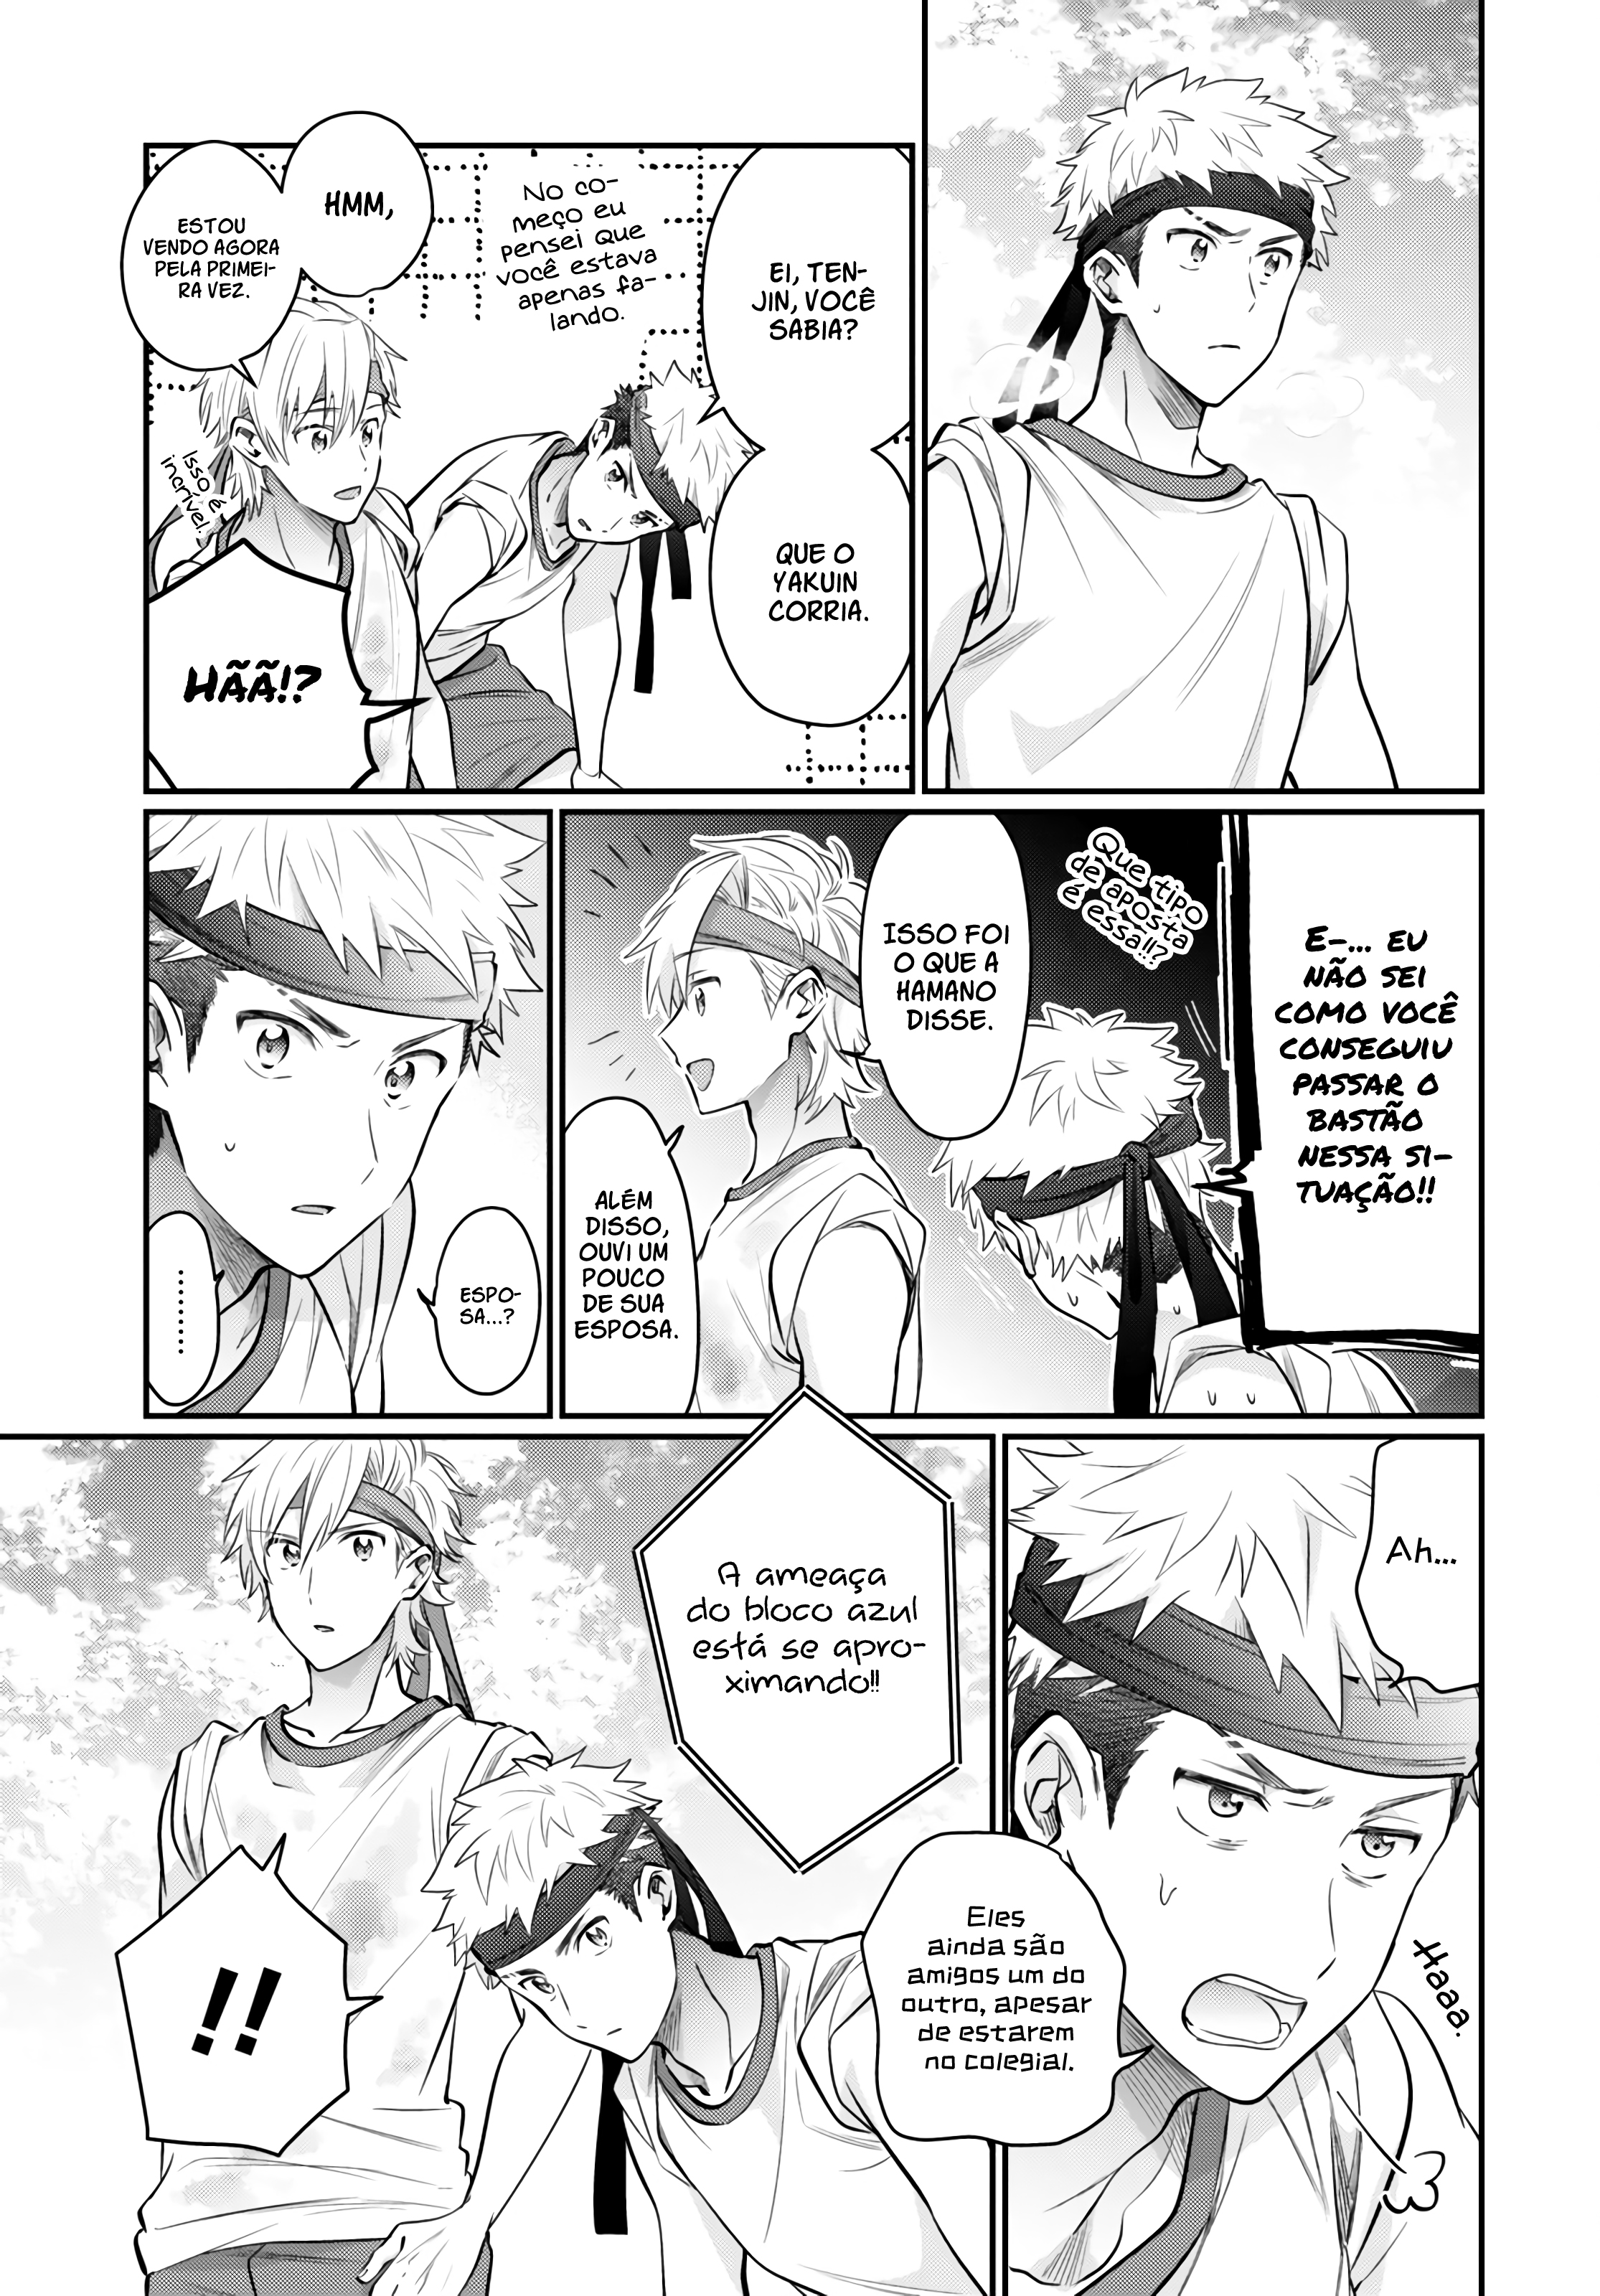 EI, TEN-
JIN, VOCÊ
SABIA?
QUE O
YAKUIN
CORRIA.
No co-
meço eu
pensei que
você estava
apenas fa-
lando.
HMM,
ESTOU
VENDO AGORA
PELA PRIMEI-
RA VEZ.
Isso é
incrível.
HÃÃ!?
E-... EU
NÃO SEI
COMO VOCÊ
CONSEGUIU
PASSAR O
BASTÃO
NESSA SI-
TUAÇÃO!!
Que tipo
de aposta
é essa!!?
ISSO FOI
O QUE A
HAMANO
DISSE.
ALÉM
DISSO,
OUVI UM
POUCO
DE SUA
ESPOSA.
ESPO-
SA...?
.........
Ah...
Haaa.
Eles
ainda são
amigos um do
outro, apesar
de estarem
no colegial.
A ameaça
do bloco azul
está se apro-
ximando!!
!!